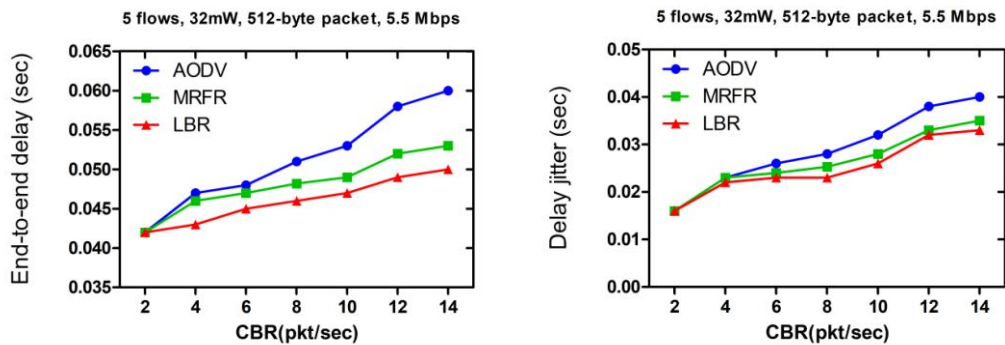 5 flows, 32mW, 512-byte packet, 5.5 Mbps
End-to-end delay (sec)
0.065
0.060
0.055
0.050
0.045
0.040
0.035
AODV
MRFR
LBR
2 4 6 8 10 12 14
CBR(pkt/sec)
5 flows, 32mW, 512-byte packet, 5.5 Mbps
Delay jitter (sec)
0.05
0.04
0.03
0.02
0.01
0.00
AODV
MRFR
LBR
2 4 6 8 10 12 14
CBR(pkt/sec)